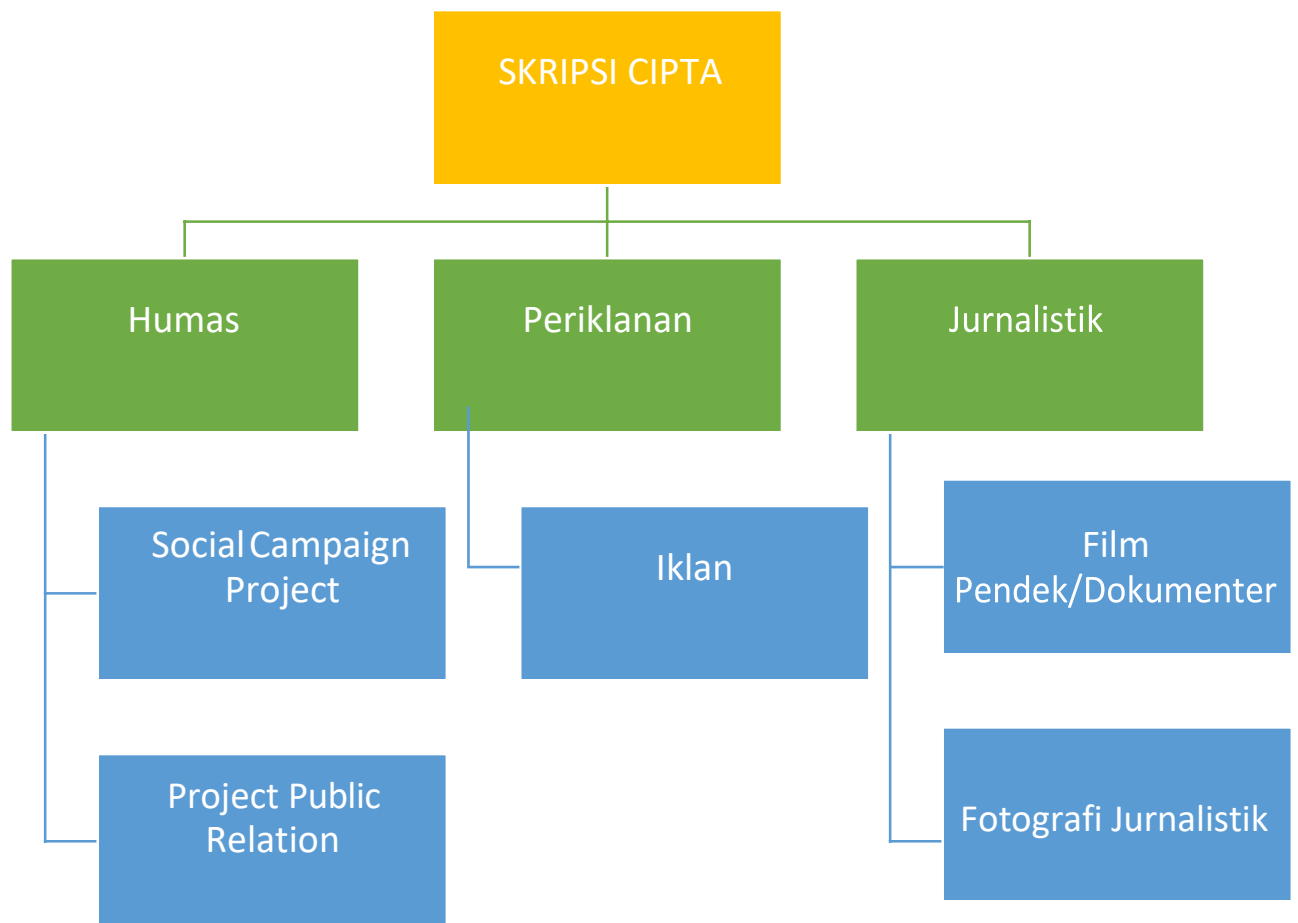 SKRIPSI CIPTA
Humas
Periklanan
Jurnalistik
Social Campaign
Project
Iklan
Film
Pendek/Dokumenter
Project Public
Relation
Fotografi Jurnalistik